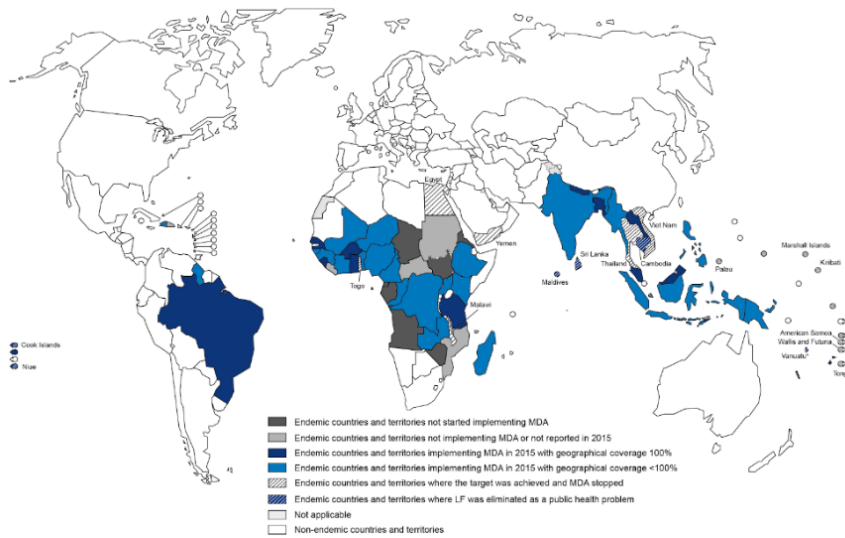 Egypt
Yemen
Togo
Malawi
Viet Nam
Sri Lanka
Thailand
Cambodia
Maldives
Marshall Islands
Palau
Kiribati
American Samoa
Wallis and Futuna
Vanuatu*
Tong
Cook Islands
Niue
Endemic countries and territories not started implementing MDA
Endemic countries and territories not implementing MDA or not reported in 2015
Endemic countries and territories implementing MDA in 2015 with geographical coverage 100%
Endemic countries and territories implementing MDA in 2015 with geographical coverage <100%
Endemic countries and territories where the target was achieved and MDA stopped
Endemic countries and territories where LF was eliminated as a public health problem
Not applicable
Non-endemic countries and territories